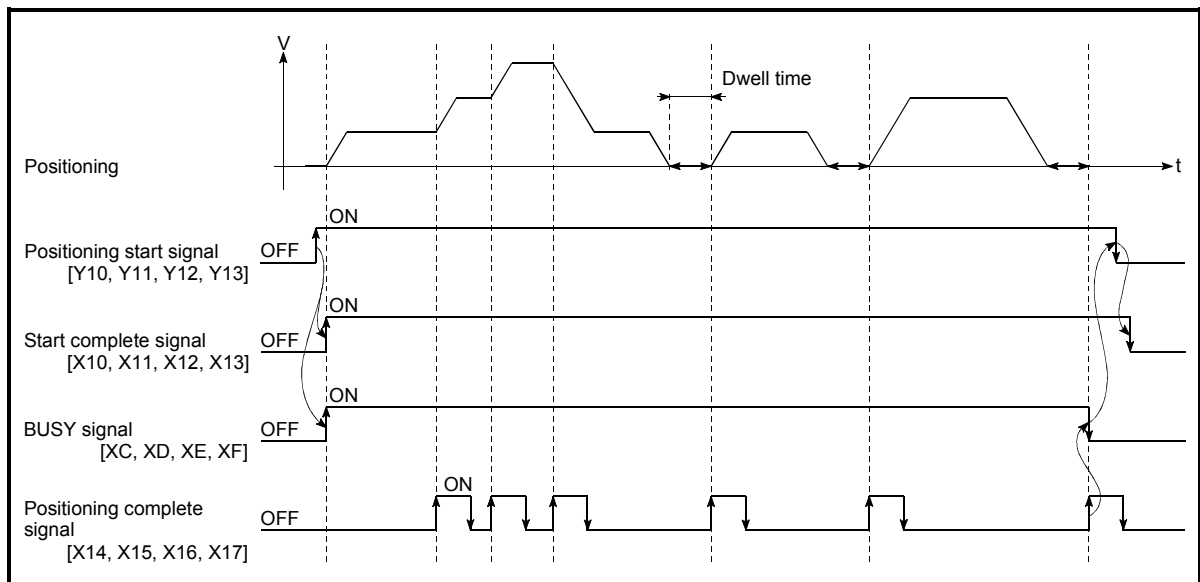 V
Dwell time
Positioning
t
ON
Positioning start signal
OFF
[Y10, Y11, Y12, Y13]
ON
Start complete signal
OFF
[X10, X11, X12, X13]
ON
BUSY signal
OFF
[XC, XD, XE, XF]
ON
Positioning complete
signal
OFF
[X14, X15, X16, X17]